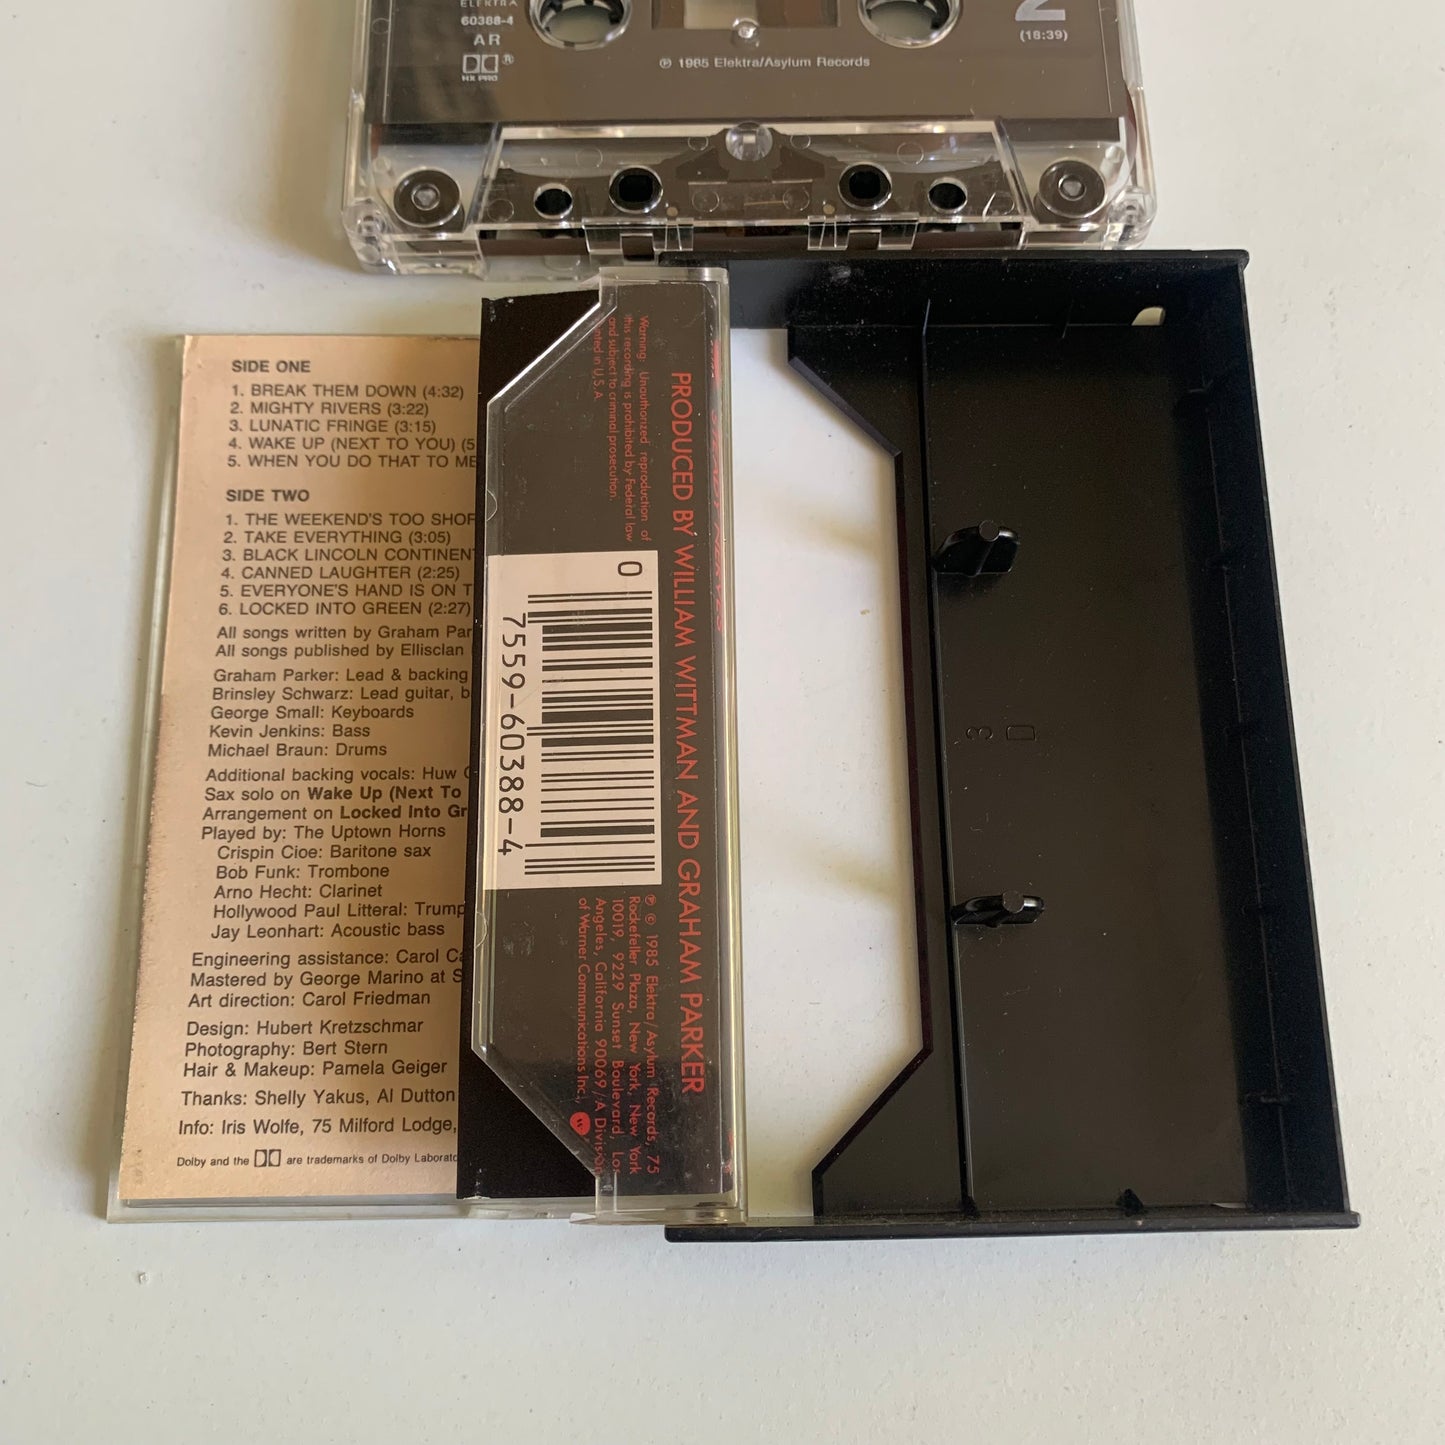 ELEKTRA
60388-4
AR
HX PRO
℗ 1985 Elektra/Asylum Records
2
(18:39)
SIDE ONE
1. BREAK THEM DOWN (4:32)
2. MIGHTY RIVERS (3:22)
3. LUNATIC FRINGE (3:15)
4. WAKE UP (NEXT TO YOU) (5
5. WHEN YOU DO THAT TO ME
SIDE TWO
1. THE WEEKEND'S TOO SHOR
2. TAKE EVERYTHING (3:05)
3. BLACK LINCOLN CONTINENT
4. CANNED LAUGHTER (2:25)
5. EVERYONE'S HAND IS ON T
6. LOCKED INTO GREEN (2:27)
All songs written by Graham Par
All songs published by Ellisclan
Graham Parker: Lead & backing
Brinsley Schwarz: Lead guitar, b
George Small: Keyboards
Kevin Jenkins: Bass
Michael Braun: Drums
Additional backing vocals: Huw G
Sax solo on Wake Up (Next To
Arrangement on Locked Into Gr
Played by: The Uptown Horns
Crispin Cioe: Baritone sax
Bob Funk: Trombone
Arno Hecht: Clarinet
Hollywood Paul Litteral: Trump
Jay Leonhart: Acoustic bass
Engineering assistance: Carol Ca
Mastered by George Marino at S
Art direction: Carol Friedman
Design: Hubert Kretzschmar
Photography: Bert Stern
Hair & Makeup: Pamela Geiger
Thanks: Shelly Yakus, Al Dutton
Info: Iris Wolfe, 75 Milford Lodge,
Dolby and the are trademarks of Dolby Laborato
PRODUCED BY WILLIAM WITTMAN AND GRAHAM PARKER
Warning: Unauthorized reproduction of
this recording is prohibited by Federal law
and subject to criminal prosecution.
nted in U.S.A.
0
7559-60388-4
℗ © 1985 Elektra/Asylum Records, 75
Rockefeller Plaza, New York, New York
10019, 9229 Sunset Boulevard, Los
Angeles, California 90069/A Division
of Warner Communications Inc.,